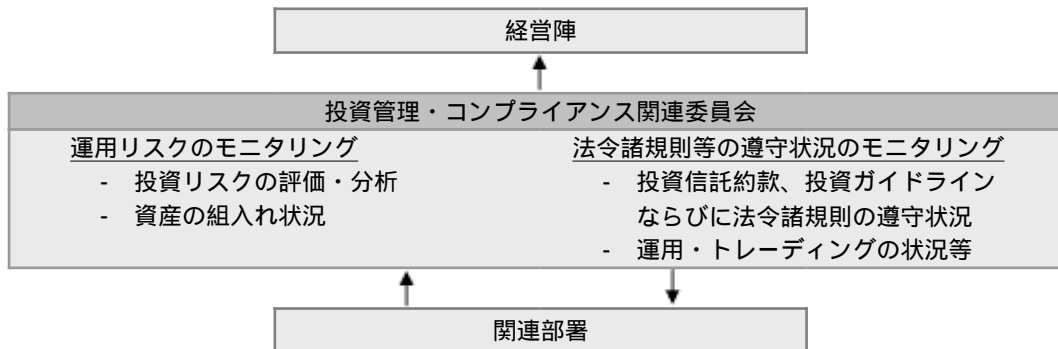 経営陣
投資管理・コンプライアンス関連委員会
運用リスクのモニタリング
- 投資リスクの評価・分析
- 資産の組入れ状況
法令諸規則等の遵守状況のモニタリング
- 投資信託約款、投資ガイドライン
ならびに法令諸規則の遵守状況
- 運用・トレーディングの状況等
関連部署